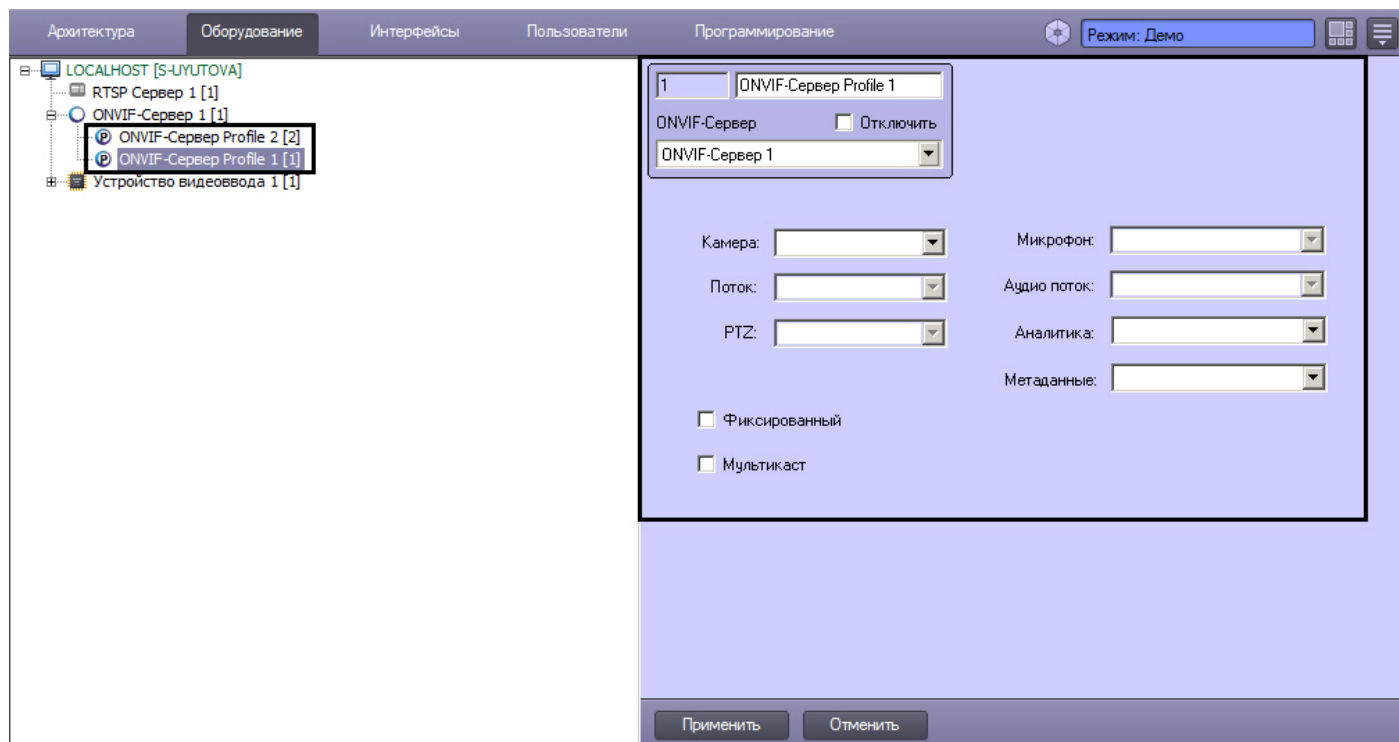 Архитектура Оборудование Интерфейсы Пользователи Программирование Режим: Демо
LOCALHOST [S-UYUTOVA]
RTSP Сервер 1 [1]
ONVIF-Сервер 1 [1]
ONVIF-Сервер Profile 2 [2]
ONVIF-Сервер Profile 1 [1]
Устройство видеоввода 1 [1]
1 ONVIF-Сервер Profile 1
ONVIF-Сервер Отключить
ONVIF-Сервер 1
Камера: Микрофон:
Поток: Аудио поток:
PTZ: Аналитика:
Метаданные:
Фиксированный
Мультикаст
Применить Отменить